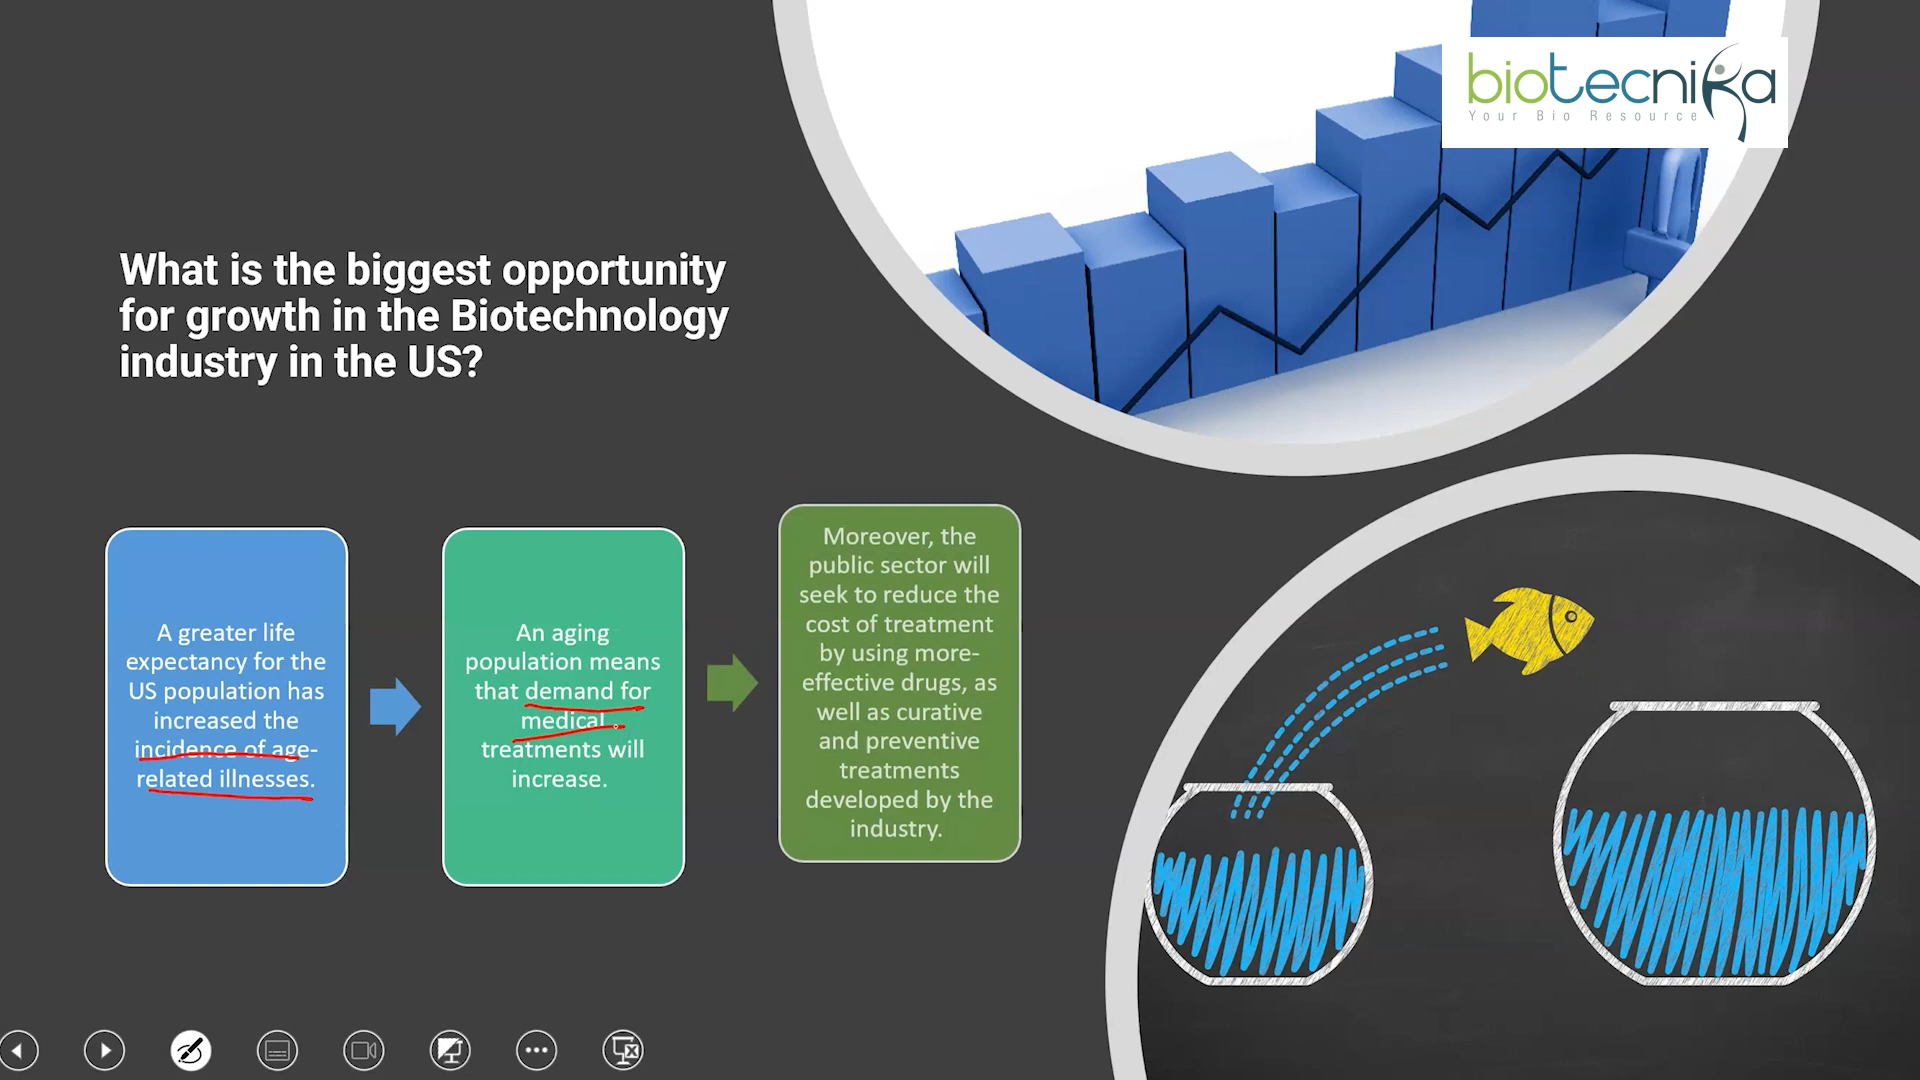 biotecnika
Your Bio Resource
What is the biggest opportunity
for growth in the Biotechnology
industry in the US?
A greater life
expectancy for the
US population has
increased the
incidence of age-
related illnesses.
An aging
population means
that demand for
medical
treatments will
increase.
Moreover, the
public sector will
seek to reduce the
cost of treatment
by using more-
effective drugs, as
well as curative
and preventive
treatments
developed by the
industry.